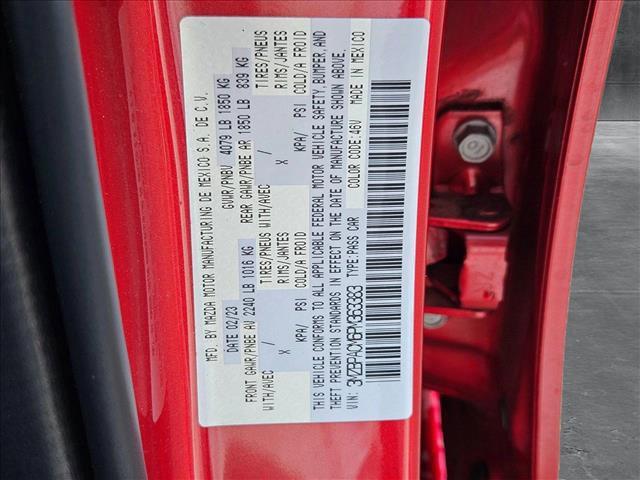 MFD. BY MAZDA MOTOR MANUFACTURING DE MEXICO S.A. DE C.V.
DATE 02/23 GVWR/PNBV 4079 LB 1850 KG
FRONT GAWR/PNBE AV 2240 LB 1016 KG REAR GAWR/PNBE AR 1850 LB 839 KG
WITH/AVEC / TIRES/PNEUS WITH/AVEC / TIRES/PNEUS
X RIMS/JANTES X RIMS/JANTES
KPA/ PSI COLD/A FROID KPA/ PSI COLD/A FROID
THIS VEHICLE CONFORMS TO ALL APPLICABLE FEDERAL MOTOR VEHICLE SAFETY, BUMPER, AND
THEFT PREVENTION STANDARDS IN EFFECT ON THE DATE OF MANUFACTURE SHOWN ABOVE.
VIN: 3MZBPACM6PM363383 TYPE: PASS CAR COLOR CODE: 46V MADE IN MEXICO